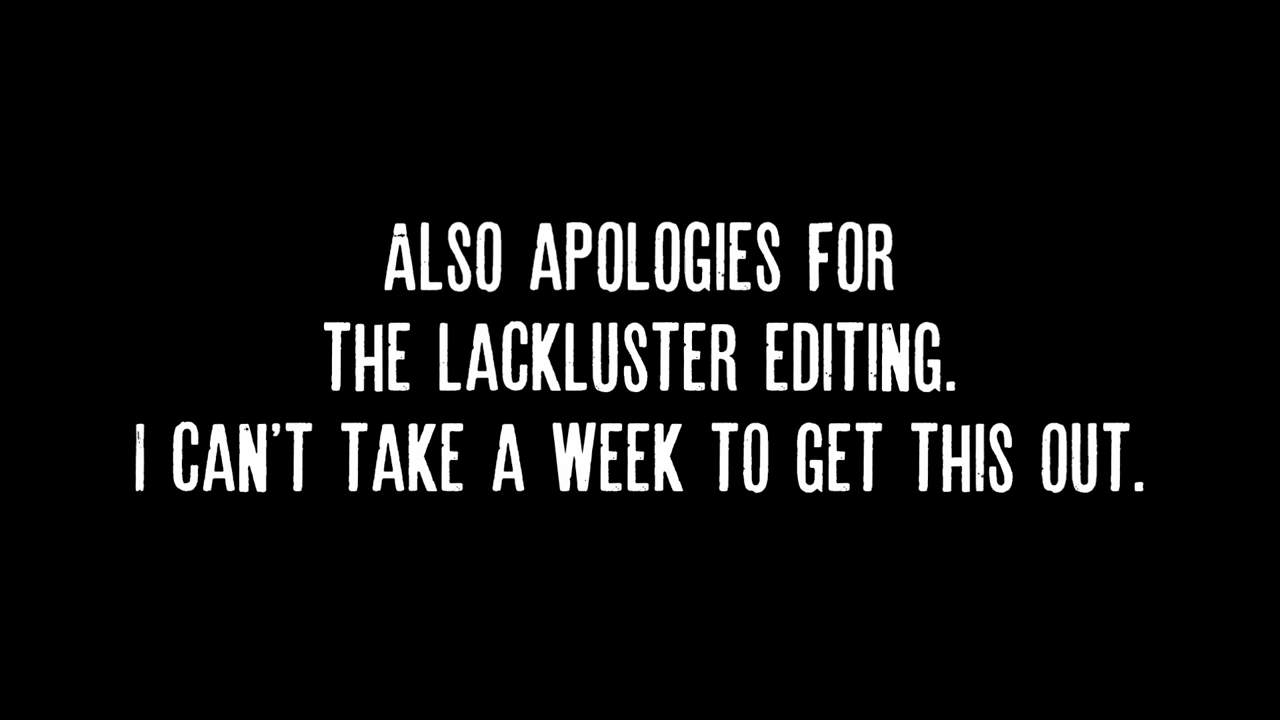 ALSO APOLOGIES FOR
THE LACKLUSTER EDITING.
I CAN'T TAKE A WEEK TO GET THIS OUT.